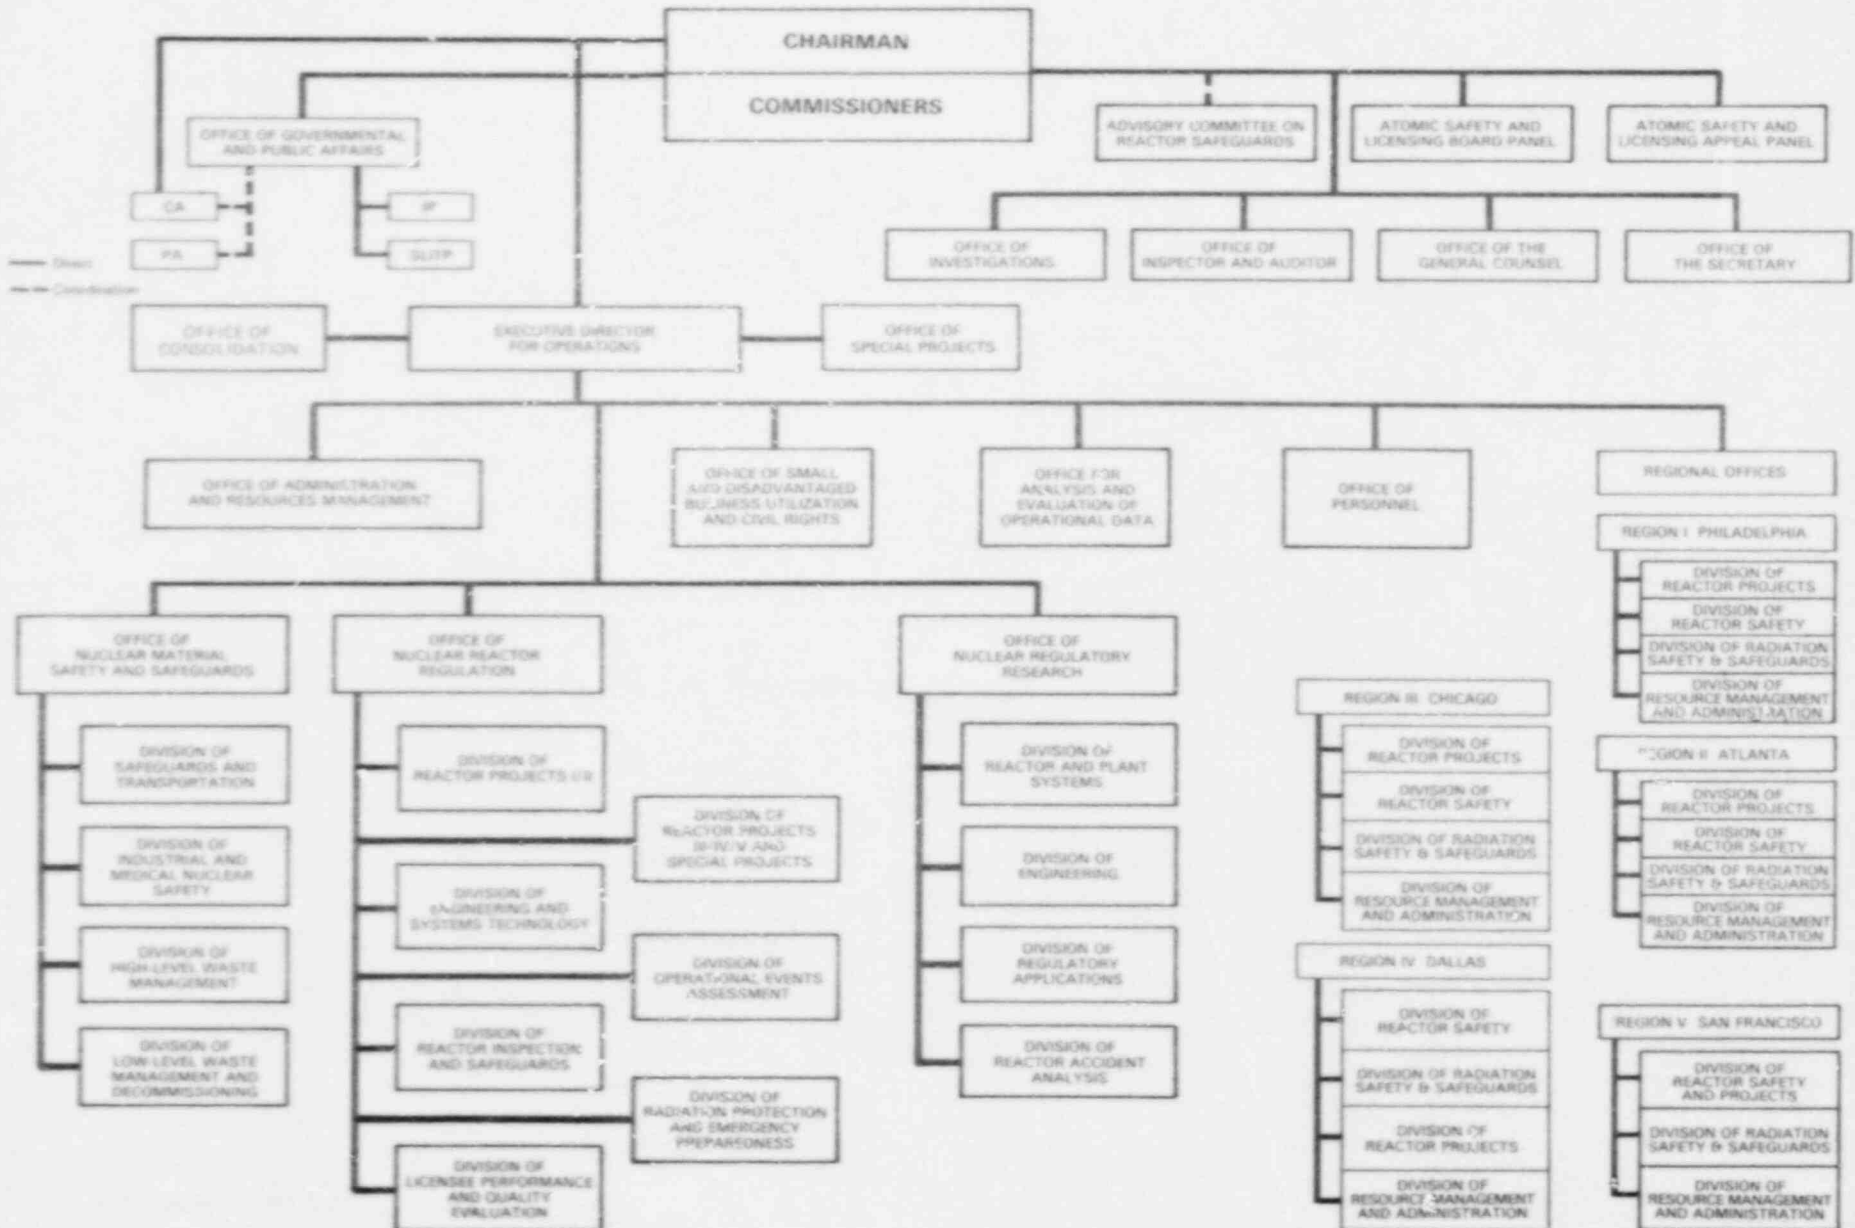 CHAIRMAN
COMMISSIONERS
OFFICE OF GOVERNMENTAL
AND PUBLIC AFFAIRS
CA
PA
IP
SLITP
Direct
Coordination
ADVISORY COMMITTEE ON
REACTOR SAFEGUARDS
ATOMIC SAFETY AND
LICENSING BOARD PANEL
ATOMIC SAFETY AND
LICENSING APPEAL PANEL
OFFICE OF
INVESTIGATIONS
OFFICE OF
INSPECTOR AND AUDITOR
OFFICE OF THE
GENERAL COUNSEL
OFFICE OF
THE SECRETARY
OFFICE OF
CONSOLIDATION
EXECUTIVE DIRECTOR
FOR OPERATIONS
OFFICE OF
SPECIAL PROJECTS
OFFICE OF ADMINISTRATION
AND RESOURCES MANAGEMENT
OFFICE OF SMALL
AND DISADVANTAGED
BUSINESS UTILIZATION
AND CIVIL RIGHTS
OFFICE FOR
ANALYSIS AND
EVALUATION OF
OPERATIONAL DATA
OFFICE OF
PERSONNEL
REGIONAL OFFICES
OFFICE OF
NUCLEAR MATERIAL
SAFETY AND SAFEGUARDS
DIVISION OF
SAFEGUARDS AND
TRANSPORTATION
DIVISION OF
INDUSTRIAL AND
MEDICAL NUCLEAR
SAFETY
DIVISION OF
HIGH-LEVEL WASTE
MANAGEMENT
DIVISION OF
LOW-LEVEL WASTE
MANAGEMENT AND
DECOMMISSIONING
OFFICE OF
NUCLEAR REACTOR
REGULATION
DIVISION OF
REACTOR PROJECTS I/II
DIVISION OF
REACTOR PROJECTS
III/IV/V AND
SPECIAL PROJECTS
DIVISION OF
ENGINEERING AND
SYSTEMS TECHNOLOGY
DIVISION OF
OPERATIONAL EVENTS
ASSESSMENT
DIVISION OF
REACTOR INSPECTION
AND SAFEGUARDS
DIVISION OF
RADIATION PROTECTION
AND EMERGENCY
PREPAREDNESS
DIVISION OF
LICENSEE PERFORMANCE
AND QUALITY
EVALUATION
OFFICE OF
NUCLEAR REGULATORY
RESEARCH
DIVISION OF
REACTOR AND PLANT
SYSTEMS
DIVISION OF
ENGINEERING
DIVISION OF
REGULATORY
APPLICATIONS
DIVISION OF
REACTOR ACCIDENT
ANALYSIS
REGION I PHILADELPHIA
DIVISION OF
REACTOR PROJECTS
DIVISION OF
REACTOR SAFETY
DIVISION OF RADIATION
SAFETY & SAFEGUARDS
DIVISION OF
RESOURCE MANAGEMENT
AND ADMINISTRATION
REGION II ATLANTA
DIVISION OF
REACTOR PROJECTS
DIVISION OF
REACTOR SAFETY
DIVISION OF RADIATION
SAFETY & SAFEGUARDS
DIVISION OF
RESOURCE MANAGEMENT
AND ADMINISTRATION
REGION III CHICAGO
DIVISION OF
REACTOR PROJECTS
DIVISION OF
REACTOR SAFETY
DIVISION OF RADIATION
SAFETY & SAFEGUARDS
DIVISION OF
RESOURCE MANAGEMENT
AND ADMINISTRATION
REGION IV DALLAS
DIVISION OF
REACTOR SAFETY
DIVISION OF RADIATION
SAFETY & SAFEGUARDS
DIVISION OF
REACTOR PROJECTS
DIVISION OF
RESOURCE MANAGEMENT
AND ADMINISTRATION
REGION V SAN FRANCISCO
DIVISION OF
REACTOR SAFETY
AND PROJECTS
DIVISION OF RADIATION
SAFETY & SAFEGUARDS
DIVISION OF
RESOURCE MANAGEMENT
AND ADMINISTRATION